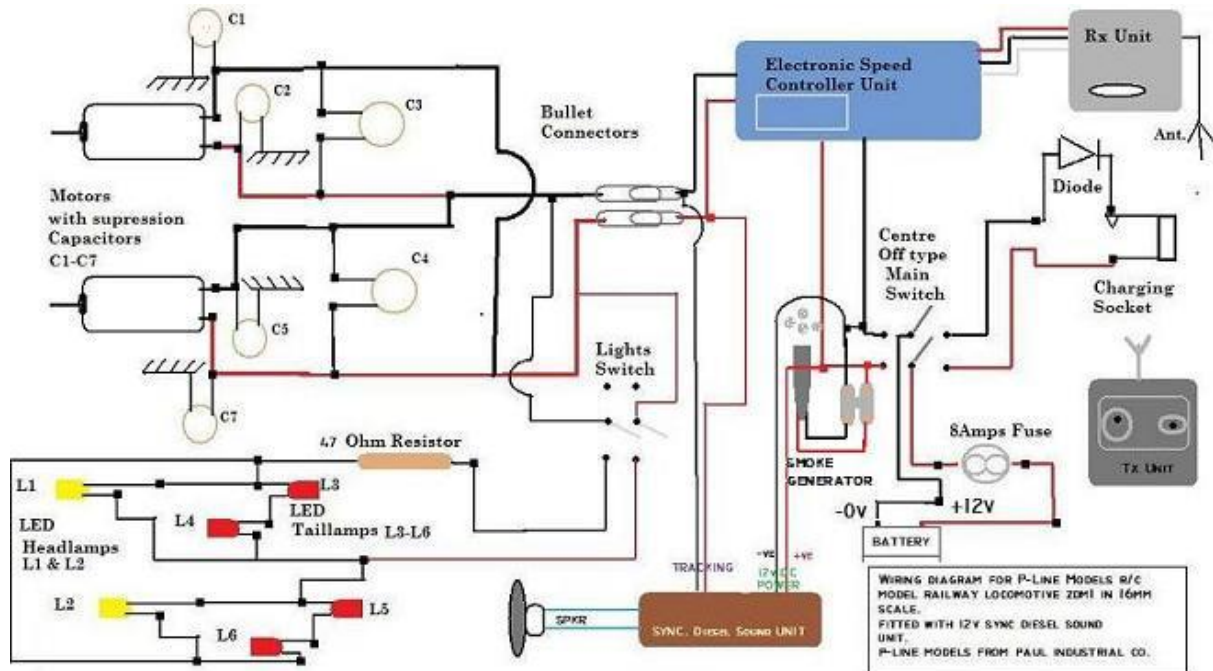 C1
Rx Unit
Electronic Speed
Controller Unit
C2
C3
Bullet
Connectors
Ant.
Diode
Motors
with supression
Capacitors
C1-C7
Centre
Off type
Main
Switch
C4
Charging
Socket
C5
Lights
Switch
C7
47 Ohm Resistor
8Amps Fuse
SMOKE
GENERATOR
TX UNIT
L1
L3
LED
Taillamps L3-L6
L4
LED
Headlamps
L1 & L2
-0V
+12V
BATTERY
TRACKING
-VE
+VE
12V DC
POWER
L2
L5
L6
SPKR
SYNC. DIESEL SOUND UNIT
WIRING DIAGRAM FOR P-LINE MODELS R/C
MODEL RAILWAY LOCOMOTIVE ZDM1 IN 16MM
SCALE.
FITTED WITH 12V SYNC DIESEL SOUND
UNIT.
P-LINE MODELS FROM PAUL INDUSTRIAL CO.